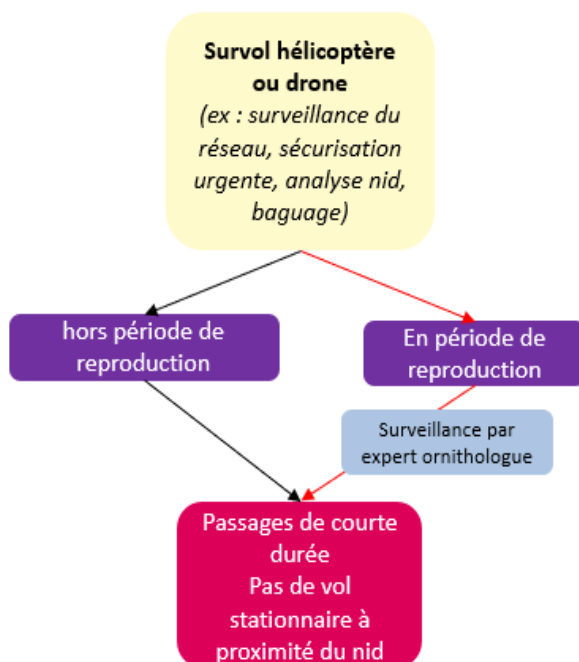 Survol hélicoptère
ou drone
(ex : surveillance du
réseau, sécurisation
urgente, analyse nid,
baguage)
hors période de
reproduction
En période de
reproduction
Surveillance par
expert ornithologue
Passages de courte
durée
Pas de vol
stationnaire à
proximité du nid